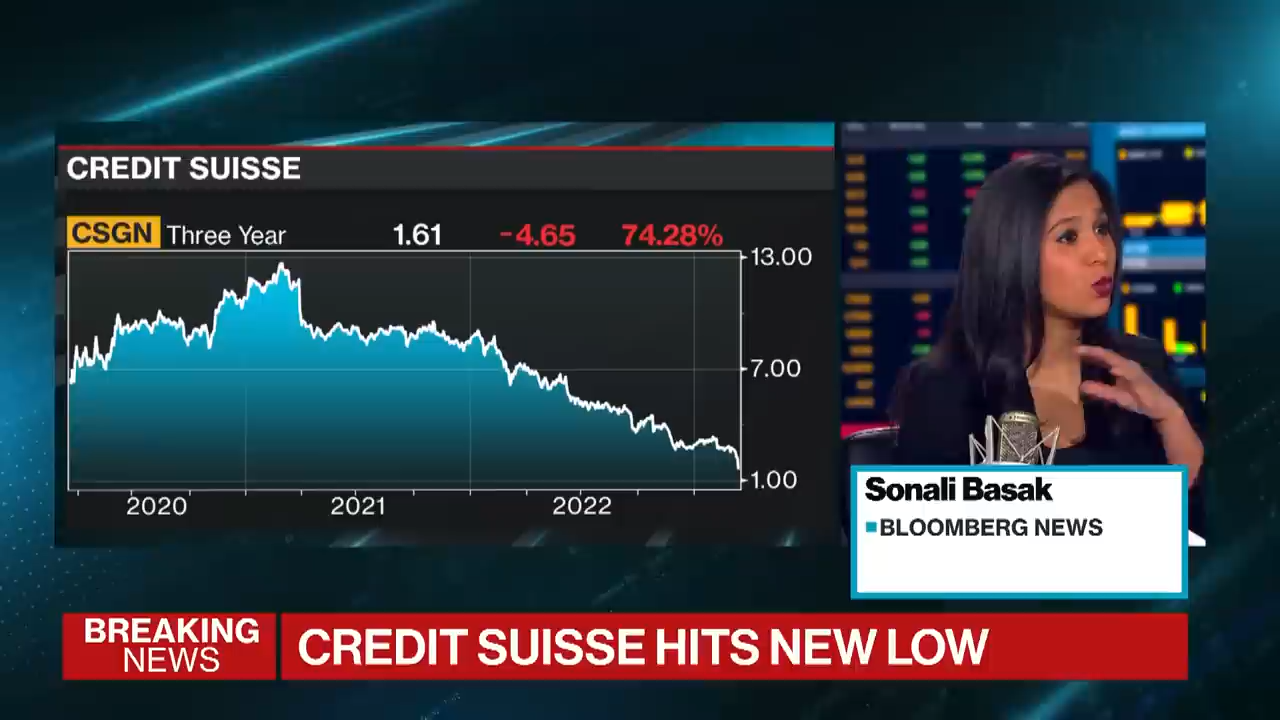 CREDIT SUISSE
CSGN Three Year 1.61 -4.65 74.28%
13.00
7.00
1.00
2020 2021 2022
Sonali Basak
BLOOMBERG NEWS
BREAKING
NEWS
CREDIT SUISSE HITS NEW LOW